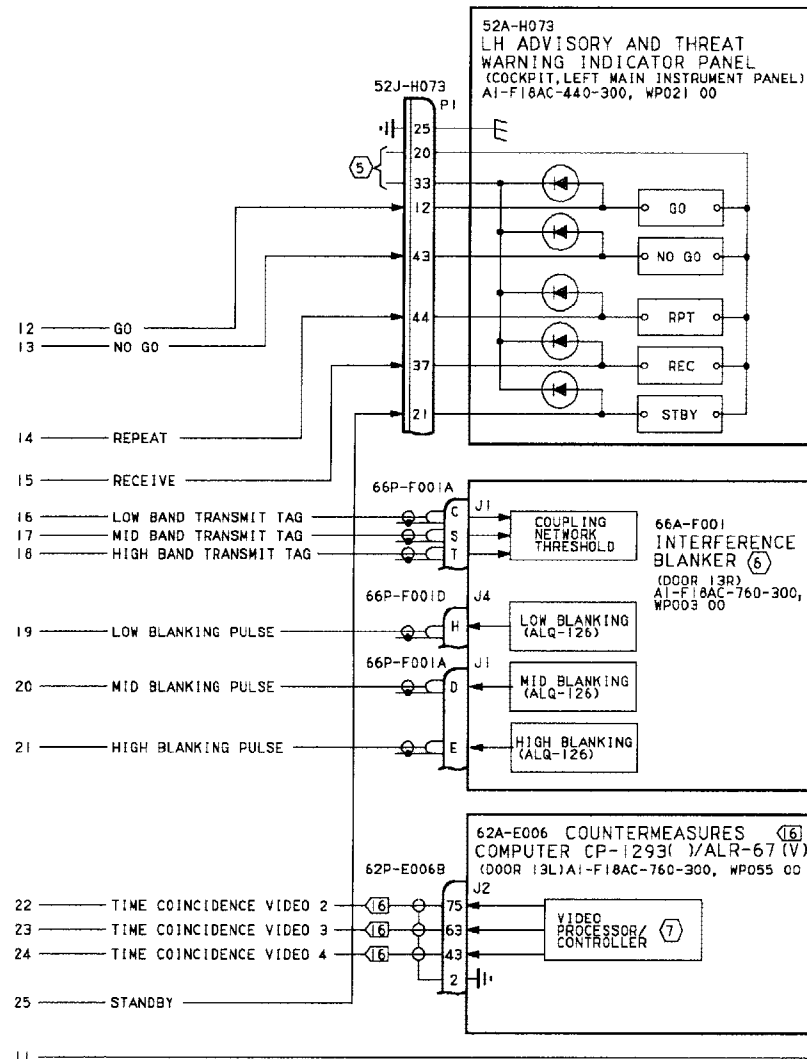 52A-H073
LH ADVISORY AND THREAT
WARNING INDICATOR PANEL
(COCKPIT,LEFT MAIN INSTRUMENT PANEL)
A1-F18AC-440-300, WP021 00
52J-H073
P1
25
20
5
33
12
GO
43
NO GO
12 GO
13 NO GO
44
RPT
37
REC
21
STBY
14 REPEAT
15 RECEIVE
66P-F001A
J1
16 LOW BAND TRANSMIT TAG
C
17 MID BAND TRANSMIT TAG
S
18 HIGH BAND TRANSMIT TAG
T
COUPLING
NETWORK
THRESHOLD
66A-F001
INTERFERENCE
BLANKER 6
(DOOR 13R)
A1-F18AC-760-300,
WP003 00
66P-F001D
J4
19 LOW BLANKING PULSE
H
LOW BLANKING
(ALQ-126)
66P-F001A
J1
20 MID BLANKING PULSE
D
MID BLANKING
(ALQ-126)
21 HIGH BLANKING PULSE
E
HIGH BLANKING
(ALQ-126)
62A-E006 COUNTERMEASURES 16
COMPUTER CP-1293( )/ALR-67(V)
(DOOR 13L)A1-F18AC-760-300, WP055 00
62P-E006B
J2
22 TIME COINCIDENCE VIDEO 2 16 75
23 TIME COINCIDENCE VIDEO 3 16 63
24 TIME COINCIDENCE VIDEO 4 16 43
2
VIDEO
PROCESSOR/
CONTROLLER 7
25 STANDBY
11